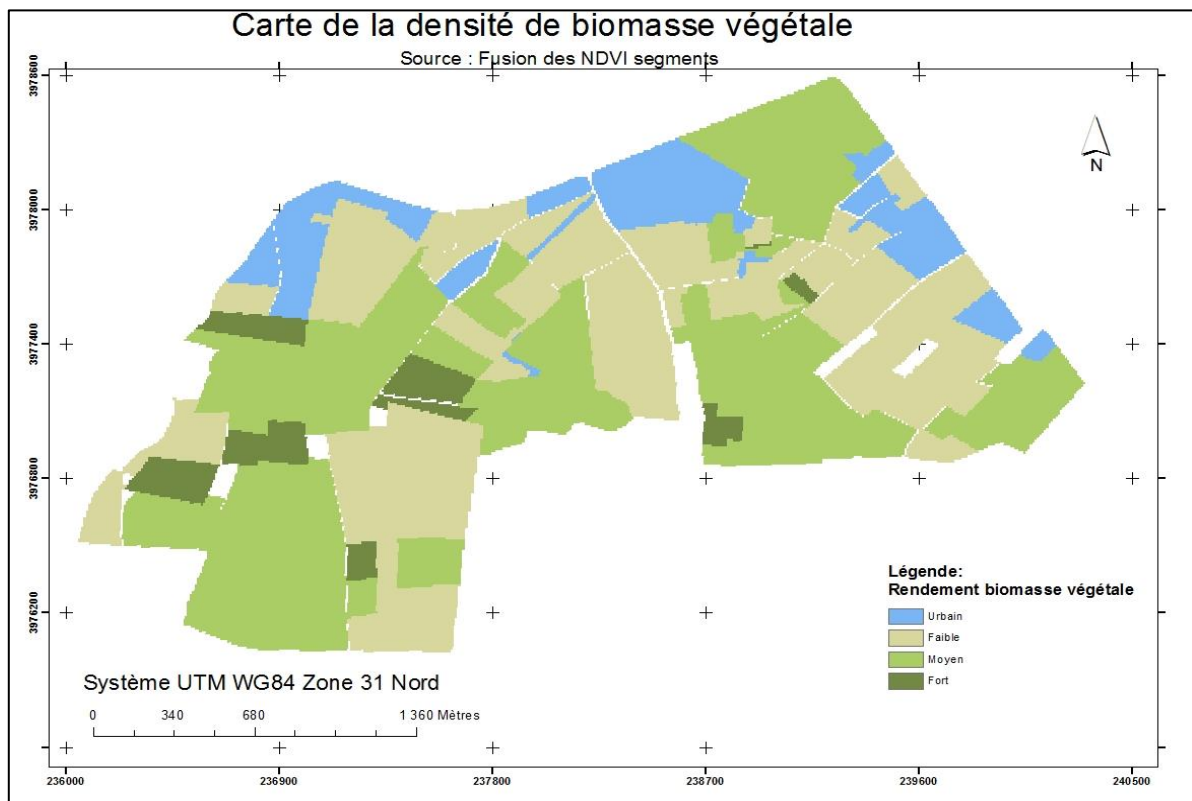 Carte de la densité de biomasse végétale
Source : Fusion des NDVI segments
3978600
3978000
3977400
3976800
3976200
N
Légende:
Rendement biomasse végétale
Urbain
Faible
Moyen
Fort
Système UTM WG84 Zone 31 Nord
0 340 680 1 360 Mètres
236000 236900 237800 238700 239600 240500